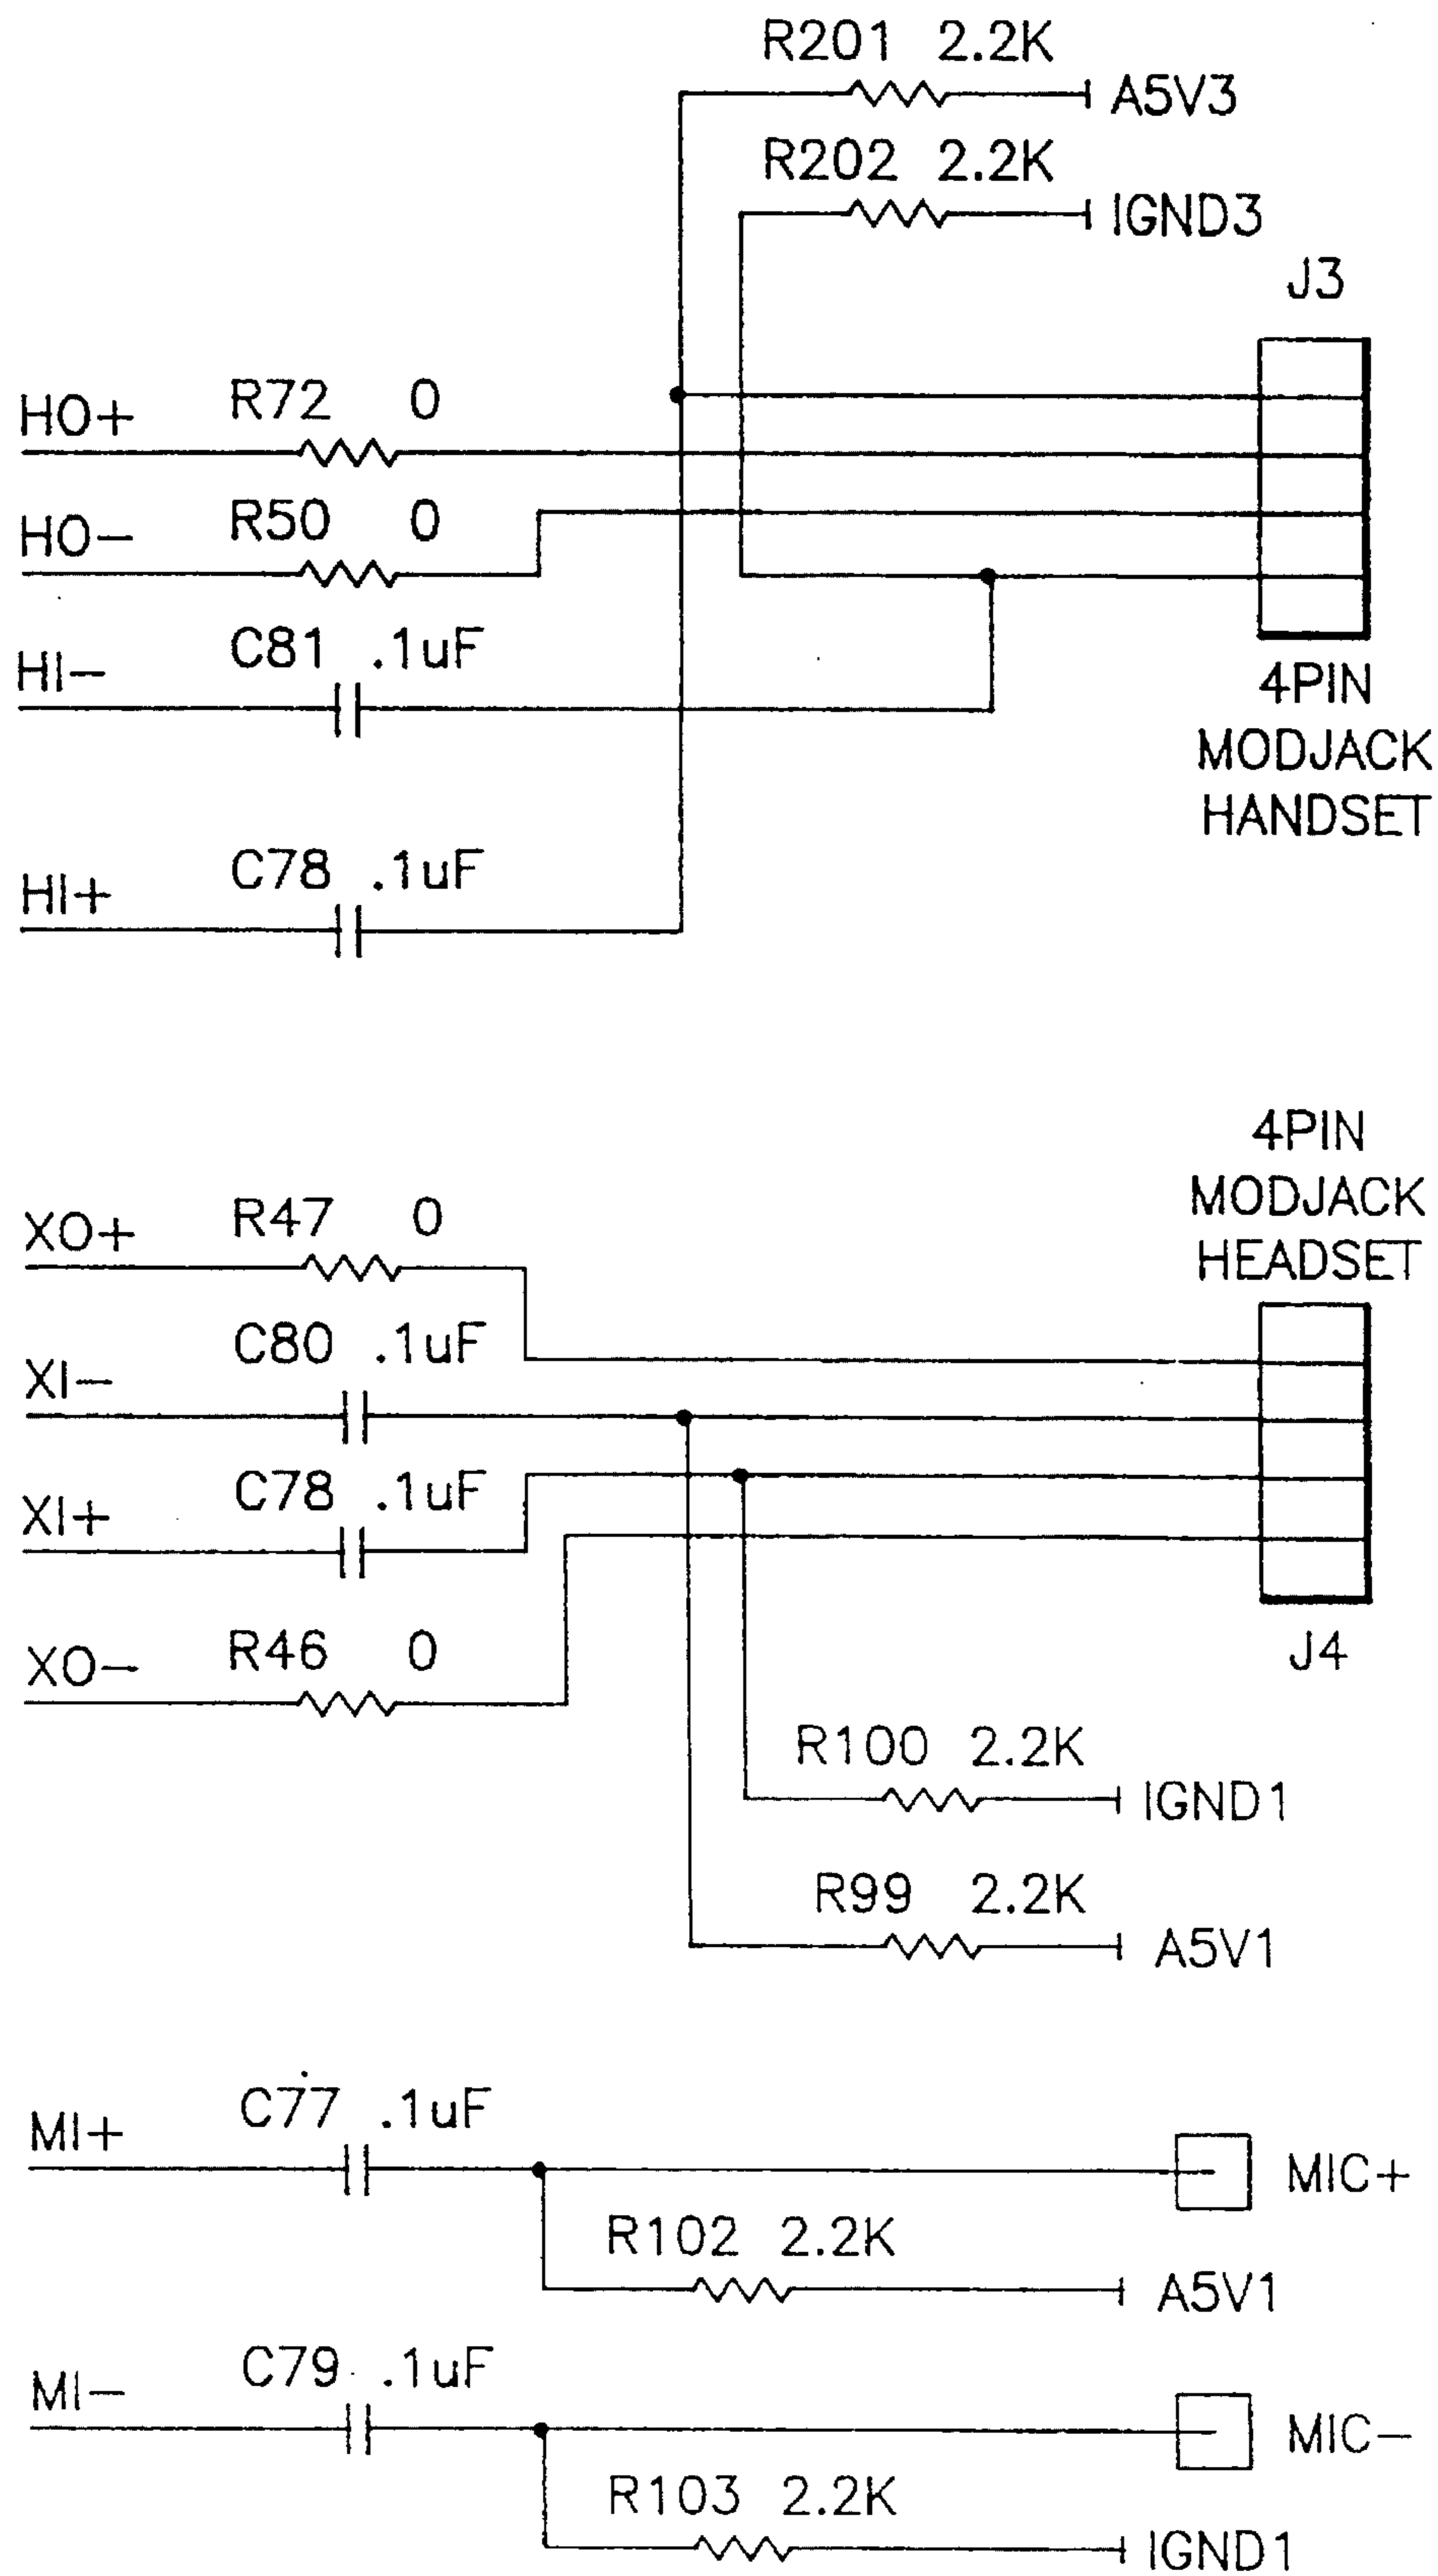 R201 2.2K
A5V3
R202 2.2K
IGND3
J3
HO+ R72 0
HO- R50 0
HI- C81 .1uF
4PIN
MODJACK
HANDSET
HI+ C78 .1uF
4PIN
MODJACK
HEADSET
XO+ R47 0
XI- C80 .1uF
XI+ C78 .1uF
XO- R46 0
J4
R100 2.2K
IGND1
R99 2.2K
A5V1
MI+ C77 .1uF
MIC+
R102 2.2K
A5V1
MI- C79 .1uF
MIC-
R103 2.2K
IGND1